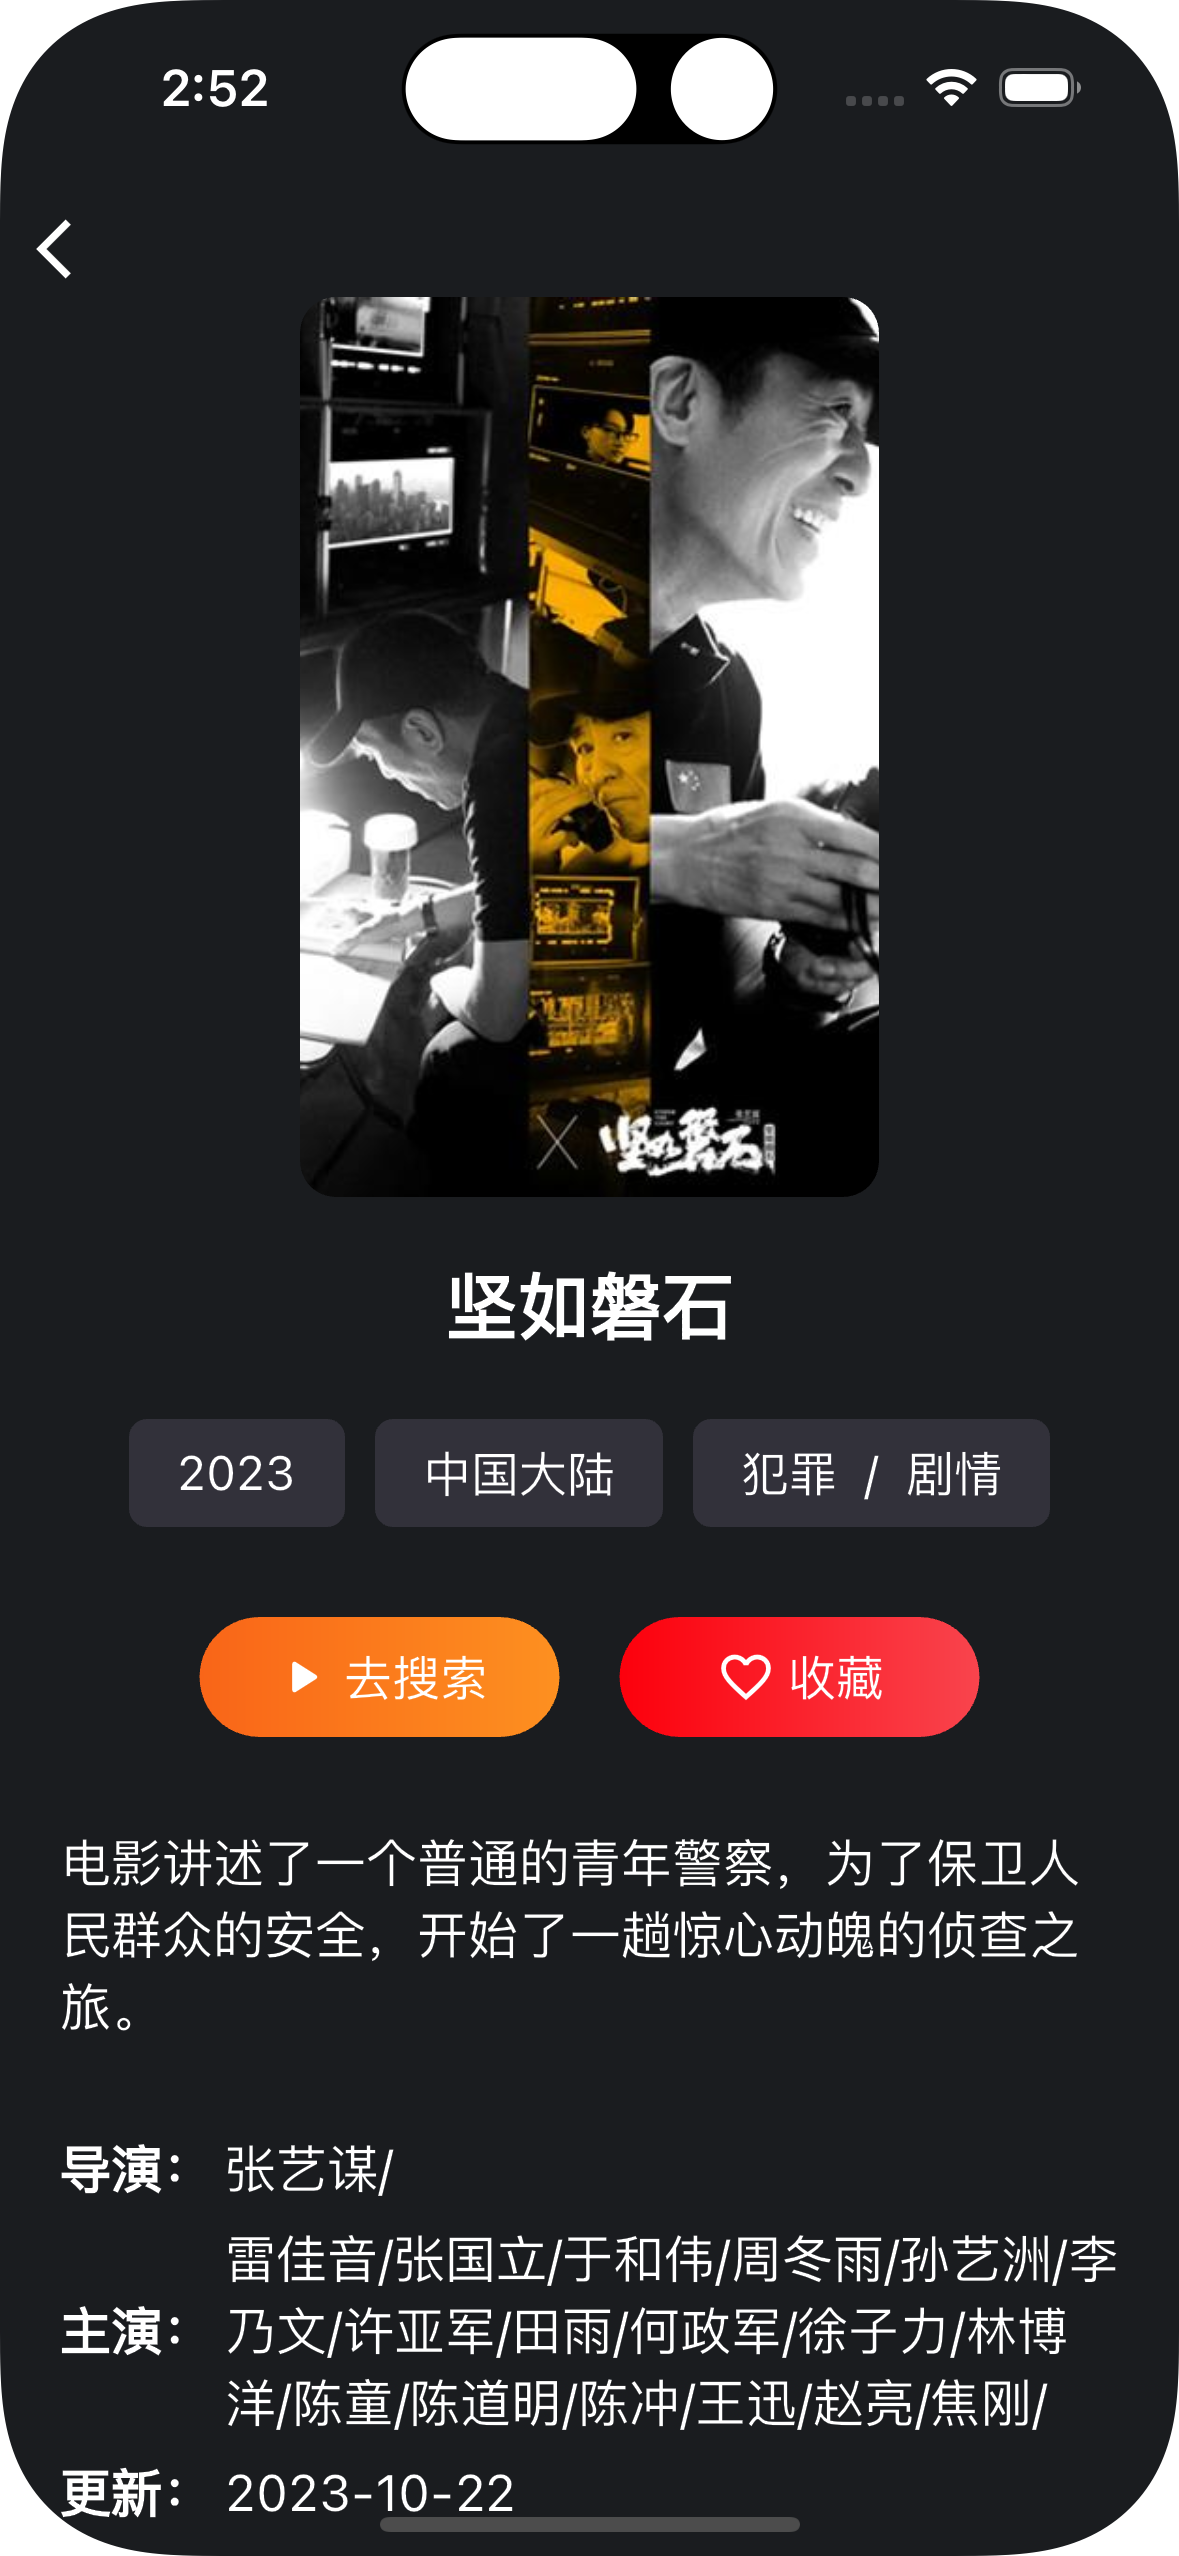 2:52
坚如磐石
坚如磐石
2023
中国大陆
犯罪 / 剧情
去搜索
收藏
电影讲述了一个普通的青年警察，为了保卫人
民群众的安全，开始了一趟惊心动魄的侦查之
旅。
导演： 张艺谋/
主演： 雷佳音/张国立/于和伟/周冬雨/孙艺洲/李
乃文/许亚军/田雨/何政军/徐子力/林博
洋/陈童/陈道明/陈冲/王迅/赵亮/焦刚/
更新： 2023-10-22